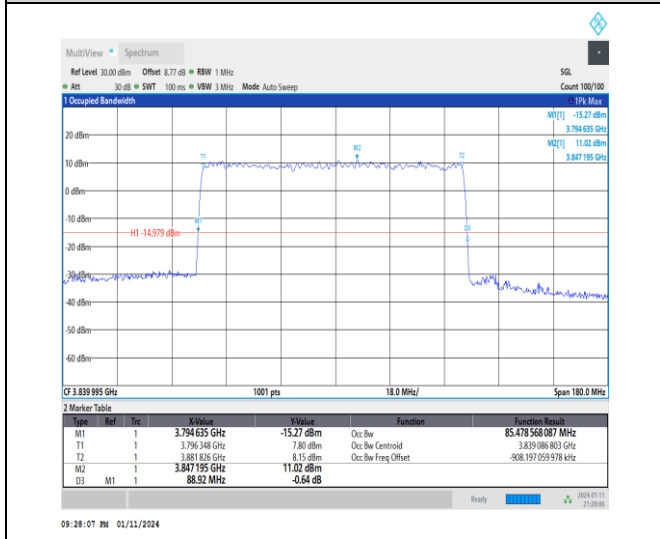 MultiView Spectrum
Ref Level 30.00 dBm Offset 8.77 dB RBW 1 MHz SGL
Att 30 dB SWT 100 ms VBW 3 MHz Mode Auto Sweep Count 100/100
1 Occupied Bandwidth 1Pk Max
M1[1] -15.27 dBm
3.794 635 GHz
20 dBm
M2[1] 11.02 dBm
3.847 195 GHz
M2
T1 T2
10 dBm
0 dBm
-10 dBm
M1
H1 -14.979 dBm
D3
-20 dBm
-30 dBm
-40 dBm
-50 dBm
-60 dBm
CF 3.839 995 GHz 1001 pts 18.0 MHz/ Span 180.0 MHz
2 Marker Table
Type Ref Trc X-Value Y-Value Function Function Result
M1 1 3.794 635 GHz -15.27 dBm Occ Bw 85.478 568 087 MHz
T1 1 3.796 348 GHz 7.80 dBm Occ Bw Centroid 3.839 086 803 GHz
T2 1 3.881 826 GHz 8.15 dBm Occ Bw Freq Offset -908.197 059 978 kHz
M2 1 3.847 195 GHz 11.02 dBm
D3 M1 1 88.92 MHz -0.64 dB
Ready 2024-01-11
21:28:06
09:28:07 PM 01/11/2024